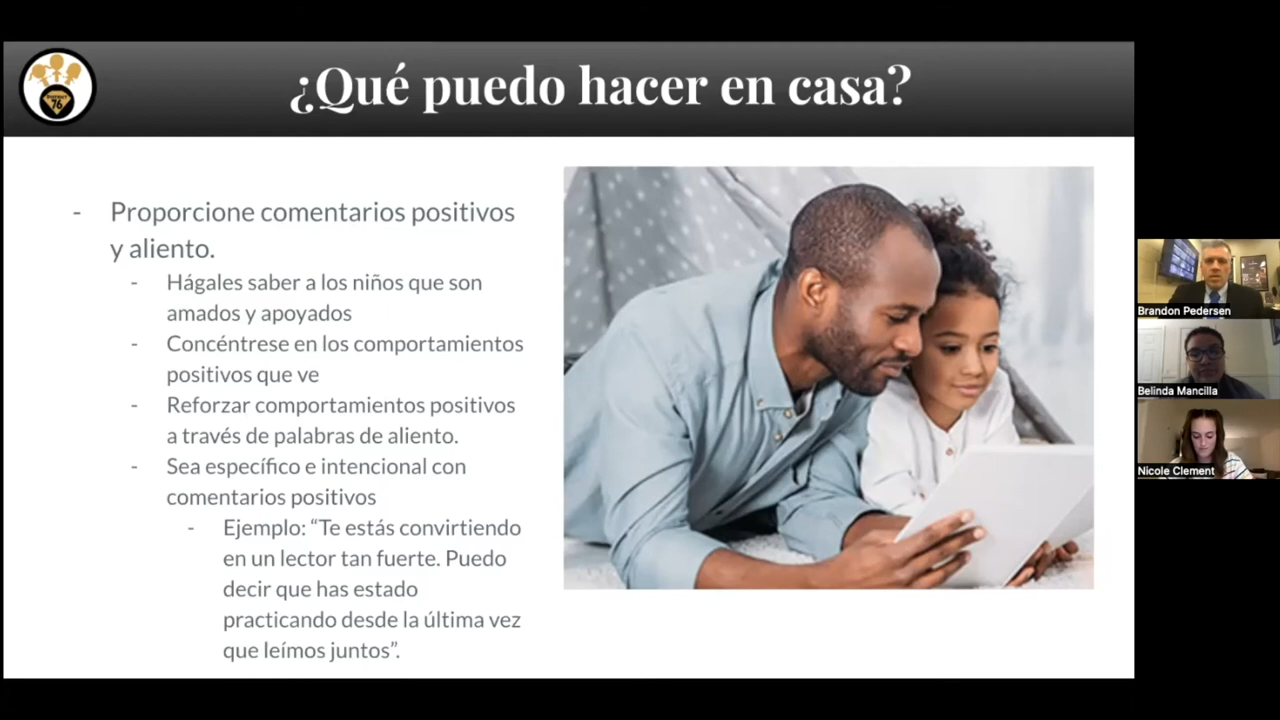 ¿Qué puedo hacer en casa?
DISTRICT
76
- Proporcione comentarios positivos
y aliento.
- Hágales saber a los niños que son
amados y apoyados
- Concéntrese en los comportamientos
positivos que ve
- Reforzar comportamientos positivos
a través de palabras de aliento.
- Sea específico e intencional con
comentarios positivos
- Ejemplo: “Te estás convirtiendo
en un lector tan fuerte. Puedo
decir que has estado
practicando desde la última vez
que leímos juntos”.
Brandon Pedersen
Belinda Mancilla
Nicole Clement